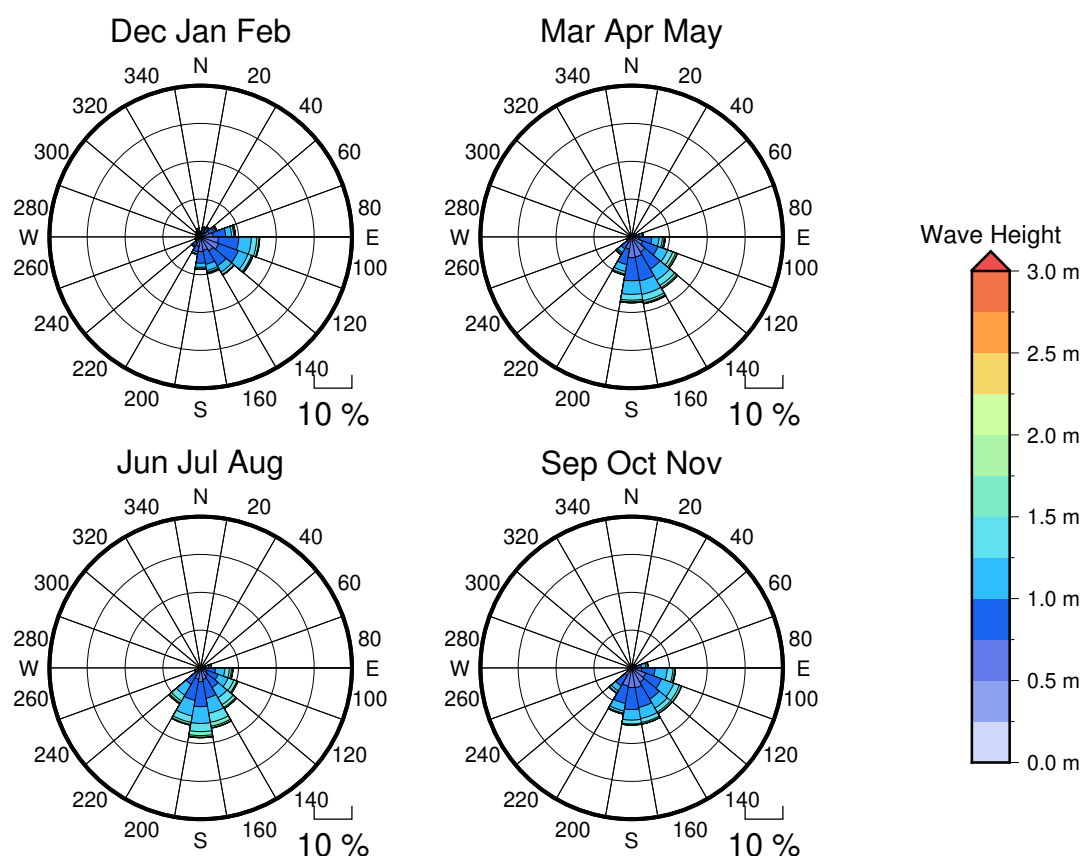 Dec Jan Feb
N
20
40
60
80
E
100
120
140
160
S
200
220
240
260
W
280
300
320
340
10 %
Mar Apr May
N
20
40
60
80
E
100
120
140
160
S
200
220
240
260
W
280
300
320
340
10 %
Jun Jul Aug
N
20
40
60
80
E
100
120
140
160
S
200
220
240
260
W
280
300
320
340
10 %
Sep Oct Nov
N
20
40
60
80
E
100
120
140
160
S
200
220
240
260
W
280
300
320
340
10 %
Wave Height
3.0 m
2.5 m
2.0 m
1.5 m
1.0 m
0.5 m
0.0 m